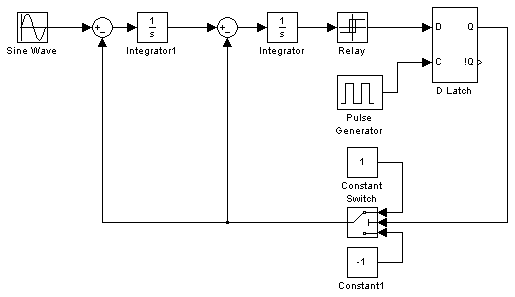 Sine Wave
+
−
1
s
Integrator1
+
−
1
s
Integrator
Relay
D
Q
C
!Q
D Latch
Pulse
Generator
1
Constant
Switch
-1
Constant1